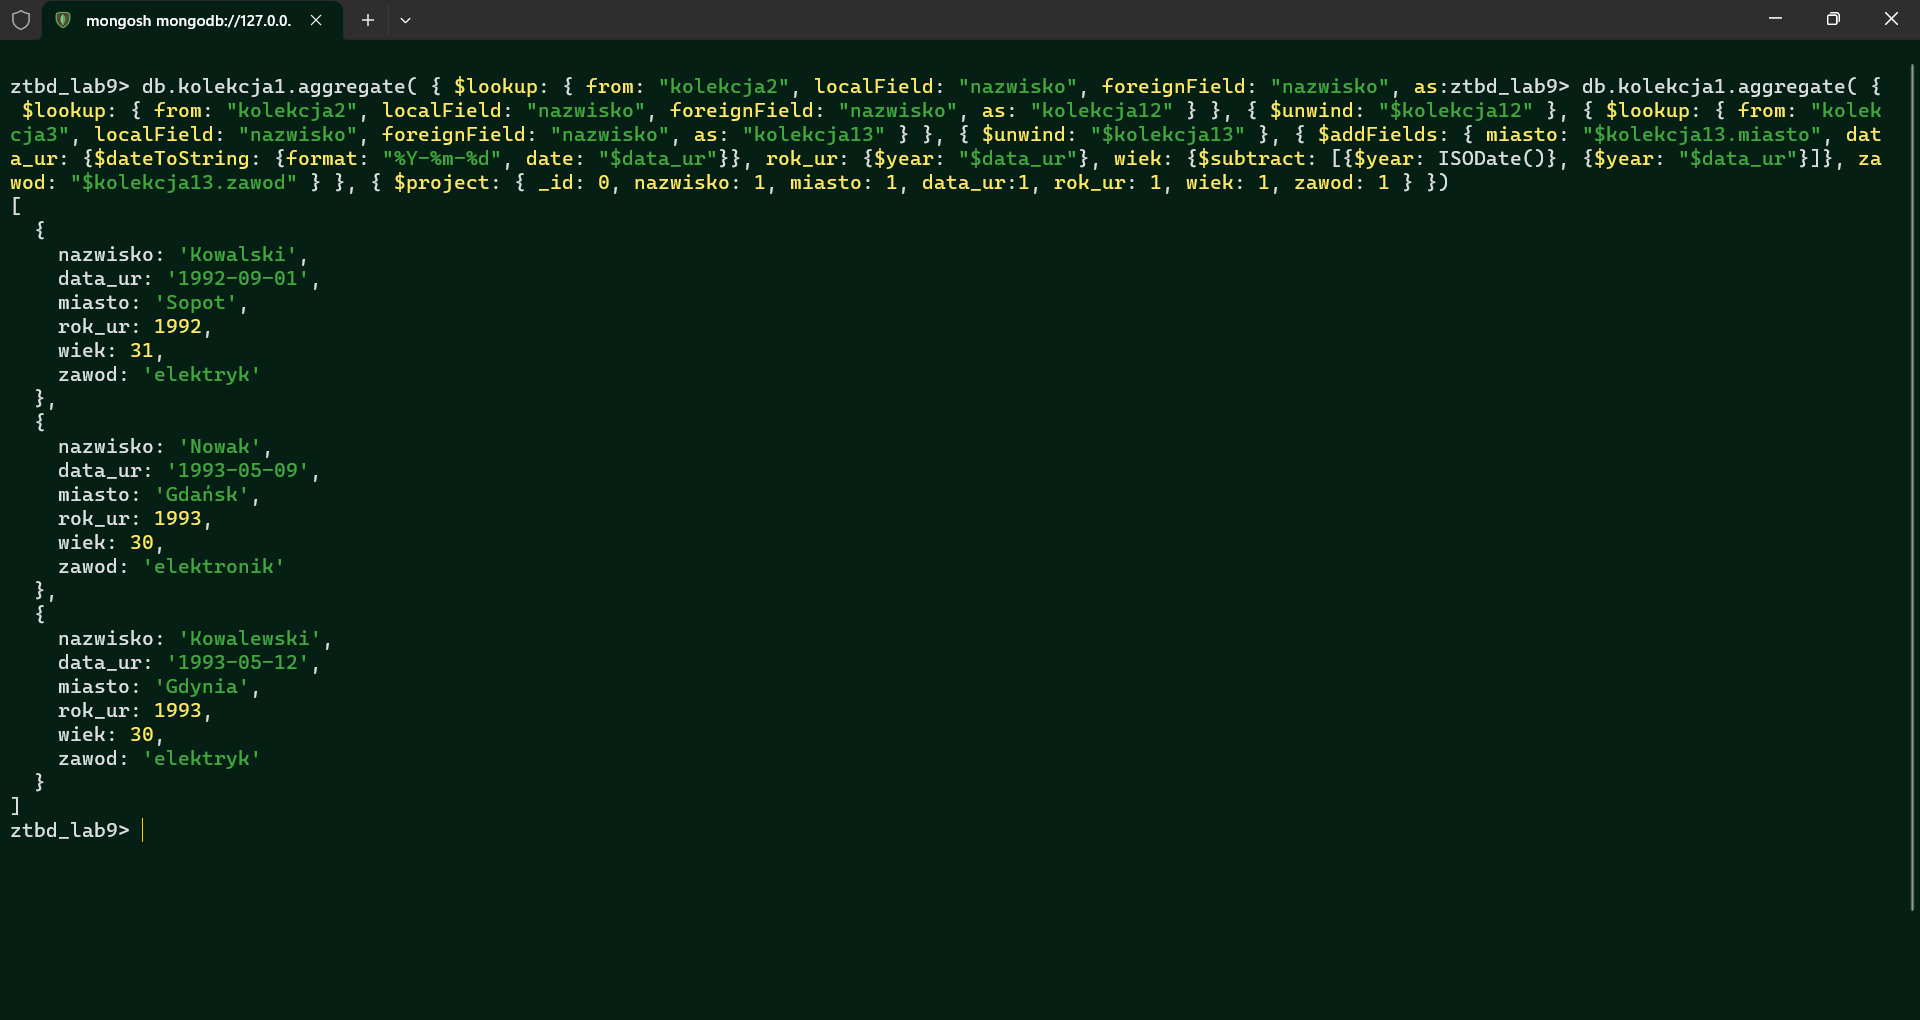 mongosh mongodb://127.0.0.
ztbd_lab9> db.kolekcja1.aggregate( { $lookup: { from: "kolekcja2", localField: "nazwisko", foreignField: "nazwisko", as:ztbd_lab9> db.kolekcja1.aggregate( {
 $lookup: { from: "kolekcja2", localField: "nazwisko", foreignField: "nazwisko", as: "kolekcja12" } }, { $unwind: "$kolekcja12" }, { $lookup: { from: "kolek
cja3", localField: "nazwisko", foreignField: "nazwisko", as: "kolekcja13" } }, { $unwind: "$kolekcja13" }, { $addFields: { miasto: "$kolekcja13.miasto", dat
a_ur: {$dateToString: {format: "%Y-%m-%d", date: "$data_ur"}}, rok_ur: {$year: "$data_ur"}, wiek: {$subtract: [{$year: ISODate()}, {$year: "$data_ur"}]}, za
wod: "$kolekcja13.zawod" } }, { $project: { _id: 0, nazwisko: 1, miasto: 1, data_ur:1, rok_ur: 1, wiek: 1, zawod: 1 } })
[
  {
    nazwisko: 'Kowalski',
    data_ur: '1992-09-01',
    miasto: 'Sopot',
    rok_ur: 1992,
    wiek: 31,
    zawod: 'elektryk'
  },
  {
    nazwisko: 'Nowak',
    data_ur: '1993-05-09',
    miasto: 'Gdańsk',
    rok_ur: 1993,
    wiek: 30,
    zawod: 'elektronik'
  },
  {
    nazwisko: 'Kowalewski',
    data_ur: '1993-05-12',
    miasto: 'Gdynia',
    rok_ur: 1993,
    wiek: 30,
    zawod: 'elektryk'
  }
]
ztbd_lab9>